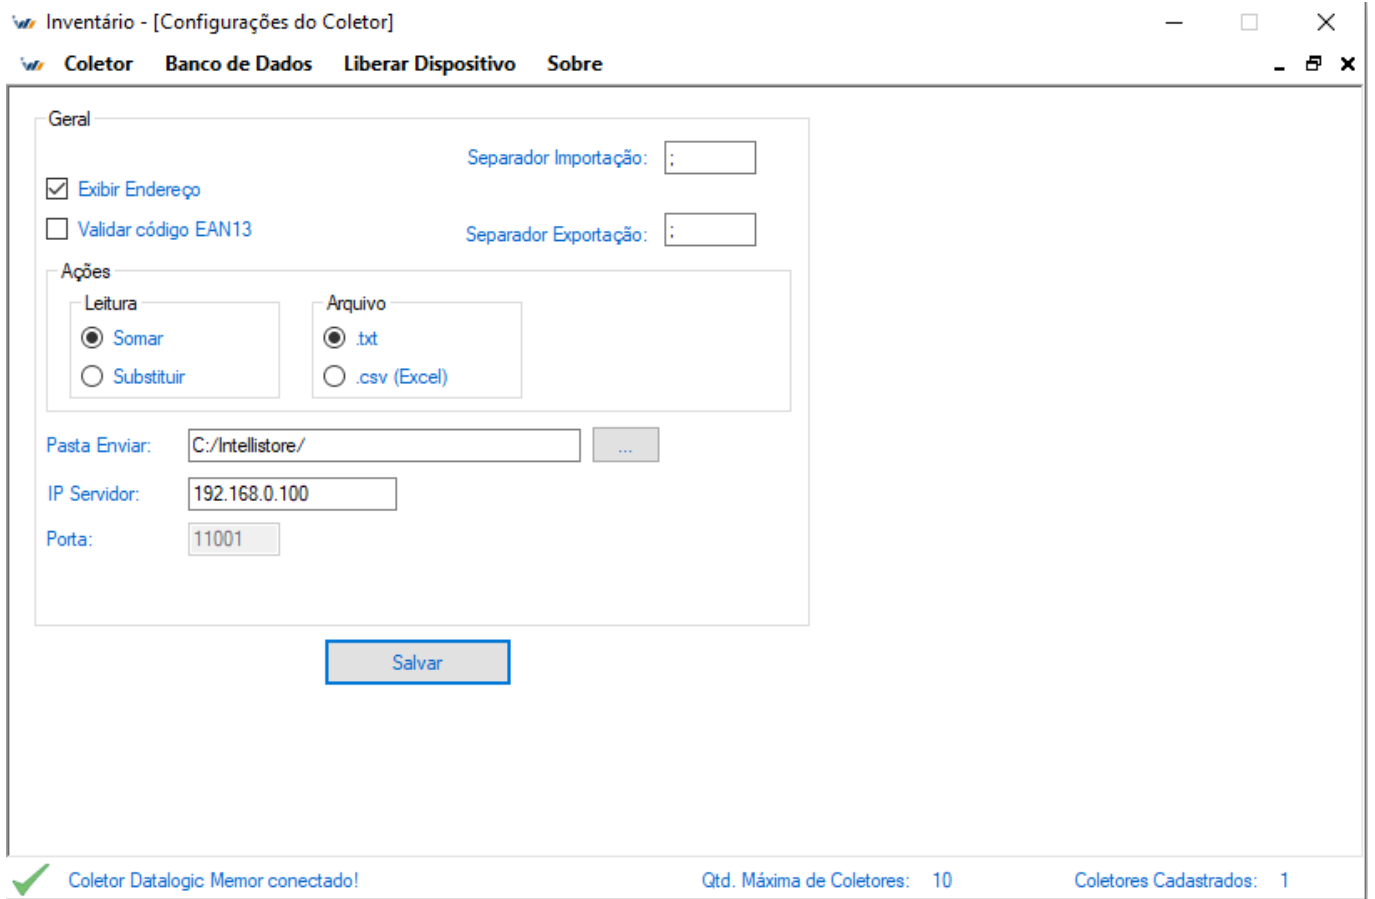 Inventário - [Configurações do Coletor]
Coletor Banco de Dados Liberar Dispositivo Sobre
Geral
Separador Importação: ;
Exibir Endereço
Validar código EAN13
Separador Exportação: ;
Ações
Leitura Arquivo
Somar .txt
Substituir .csv (Excel)
Pasta Enviar: C:/Intellistore/ ...
IP Servidor: 192.168.0.100
Porta: 11001
Salvar
Coletor Datalogic Memor conectado! Qtd. Máxima de Coletores: 10 Coletores Cadastrados: 1